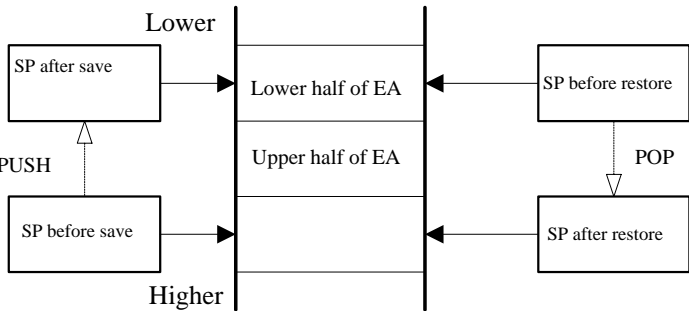 Lower
SP after save
Lower half of EA
SP before restore
Upper half of EA
PUSH
POP
SP before save
SP after restore
Higher